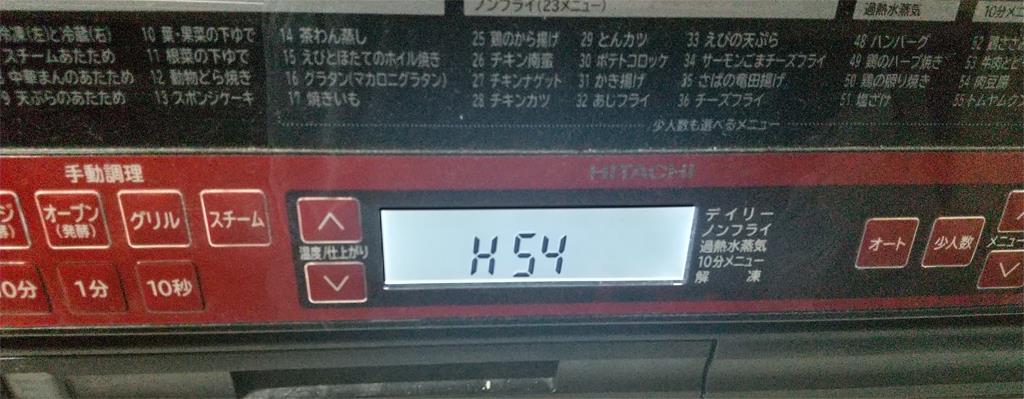 ノンフライ(23メニュー)
過熱水蒸気
10分メニ
冷凍(左)と冷蔵(右)
スチームあたため
中華まんのあたため
9 天ぷらのあたため
10 葉・果菜の下ゆで
11 根菜の下ゆで
12 動物どら焼き
13 スポンジケーキ
14 茶わん蒸し
15 えびとほたてのホイル焼き
16 グラタン(マカロニグラタン)
17 焼きいも
25 鶏のから揚げ
26 チキン南蛮
27 チキンナゲット
28 チキンカツ
29 とんカツ
30 ポテトコロッケ
31 かき揚げ
32 あじフライ
33 えびの天ぷら
34 サーモンごまチーズフライ
35 さばの竜田揚げ
36 チーズフライ
48 ハンバーグ
49 鶏のハーブ焼き
50 鶏の照り焼き
51 塩ざけ
54 肉豆腐
少人数も選べるメニュー
手動調理
HITACHI
オーブン
(発酵)
グリル
スチーム
温度/仕上がり
H 54
デイリー
ノンフライ
過熱水蒸気
10分メニュー
解 凍
オート
少人数
メニュー
0分
1分
10秒